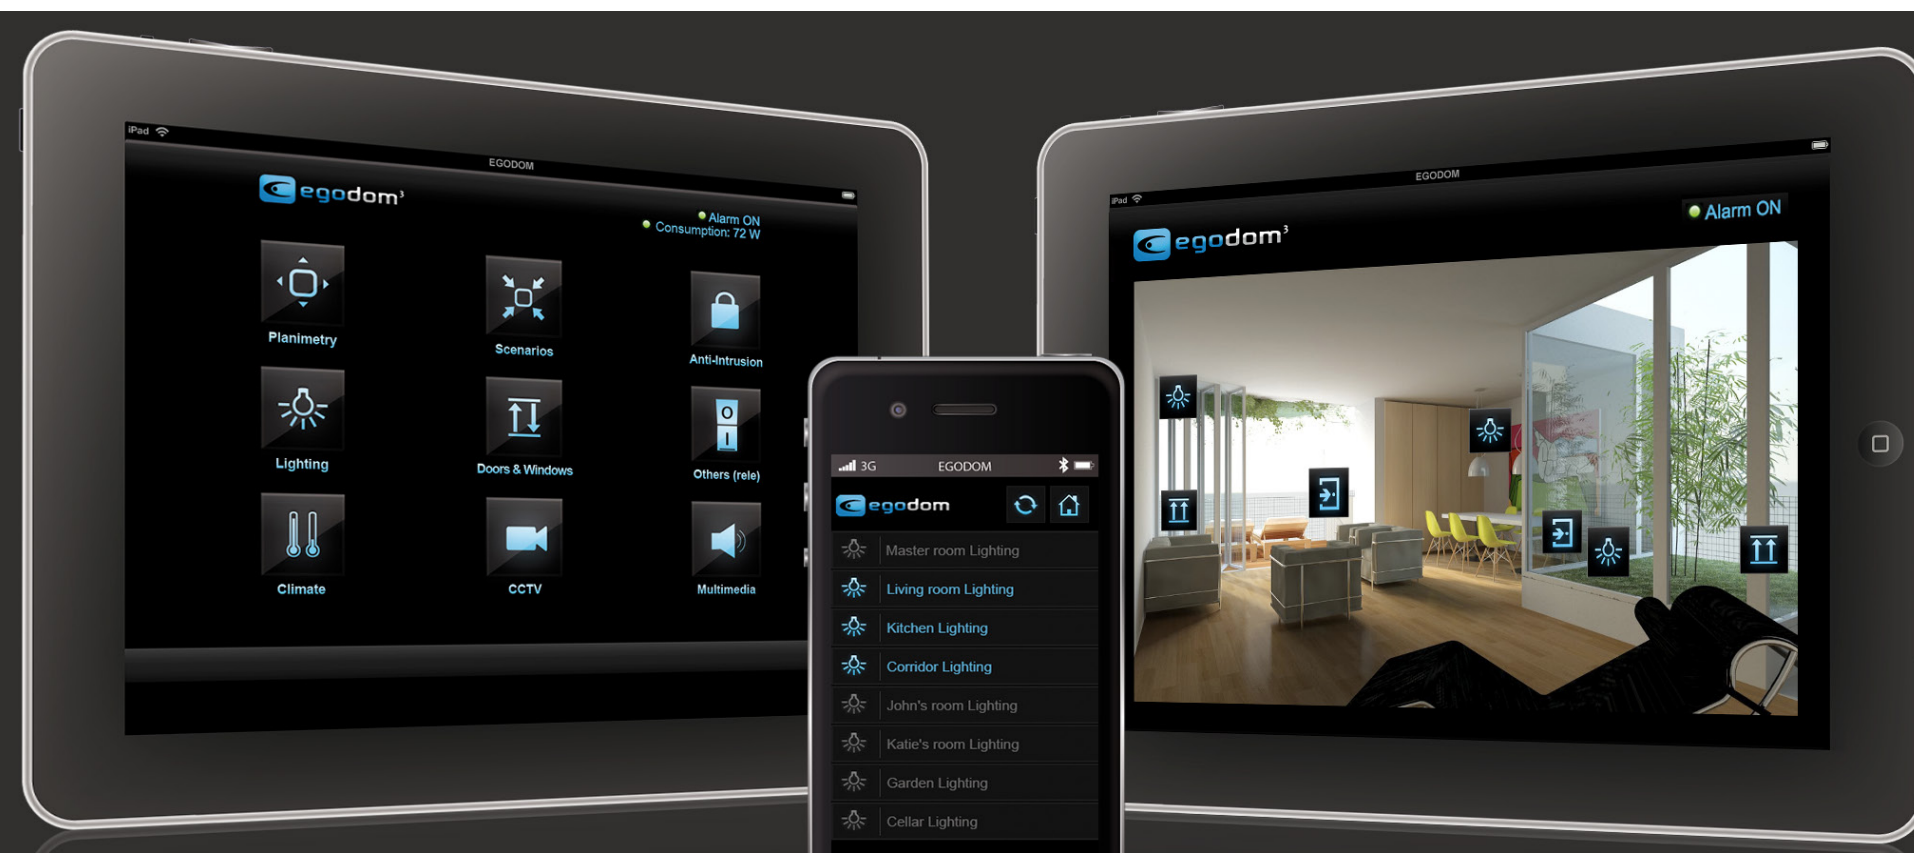 iPad
EGODOM
egodom³
Alarm ON
Consumption: 72 W
Planimetry
Scenarios
Anti-Intrusion
Lighting
Doors & Windows
O
I
Others (rele)
Climate
CCTV
Multimedia
3G
EGODOM
egodom
Master room Lighting
Living room Lighting
Kitchen Lighting
Corridor Lighting
John's room Lighting
Katie's room Lighting
Garden Lighting
Cellar Lighting
iPad
EGODOM
egodom³
Alarm ON